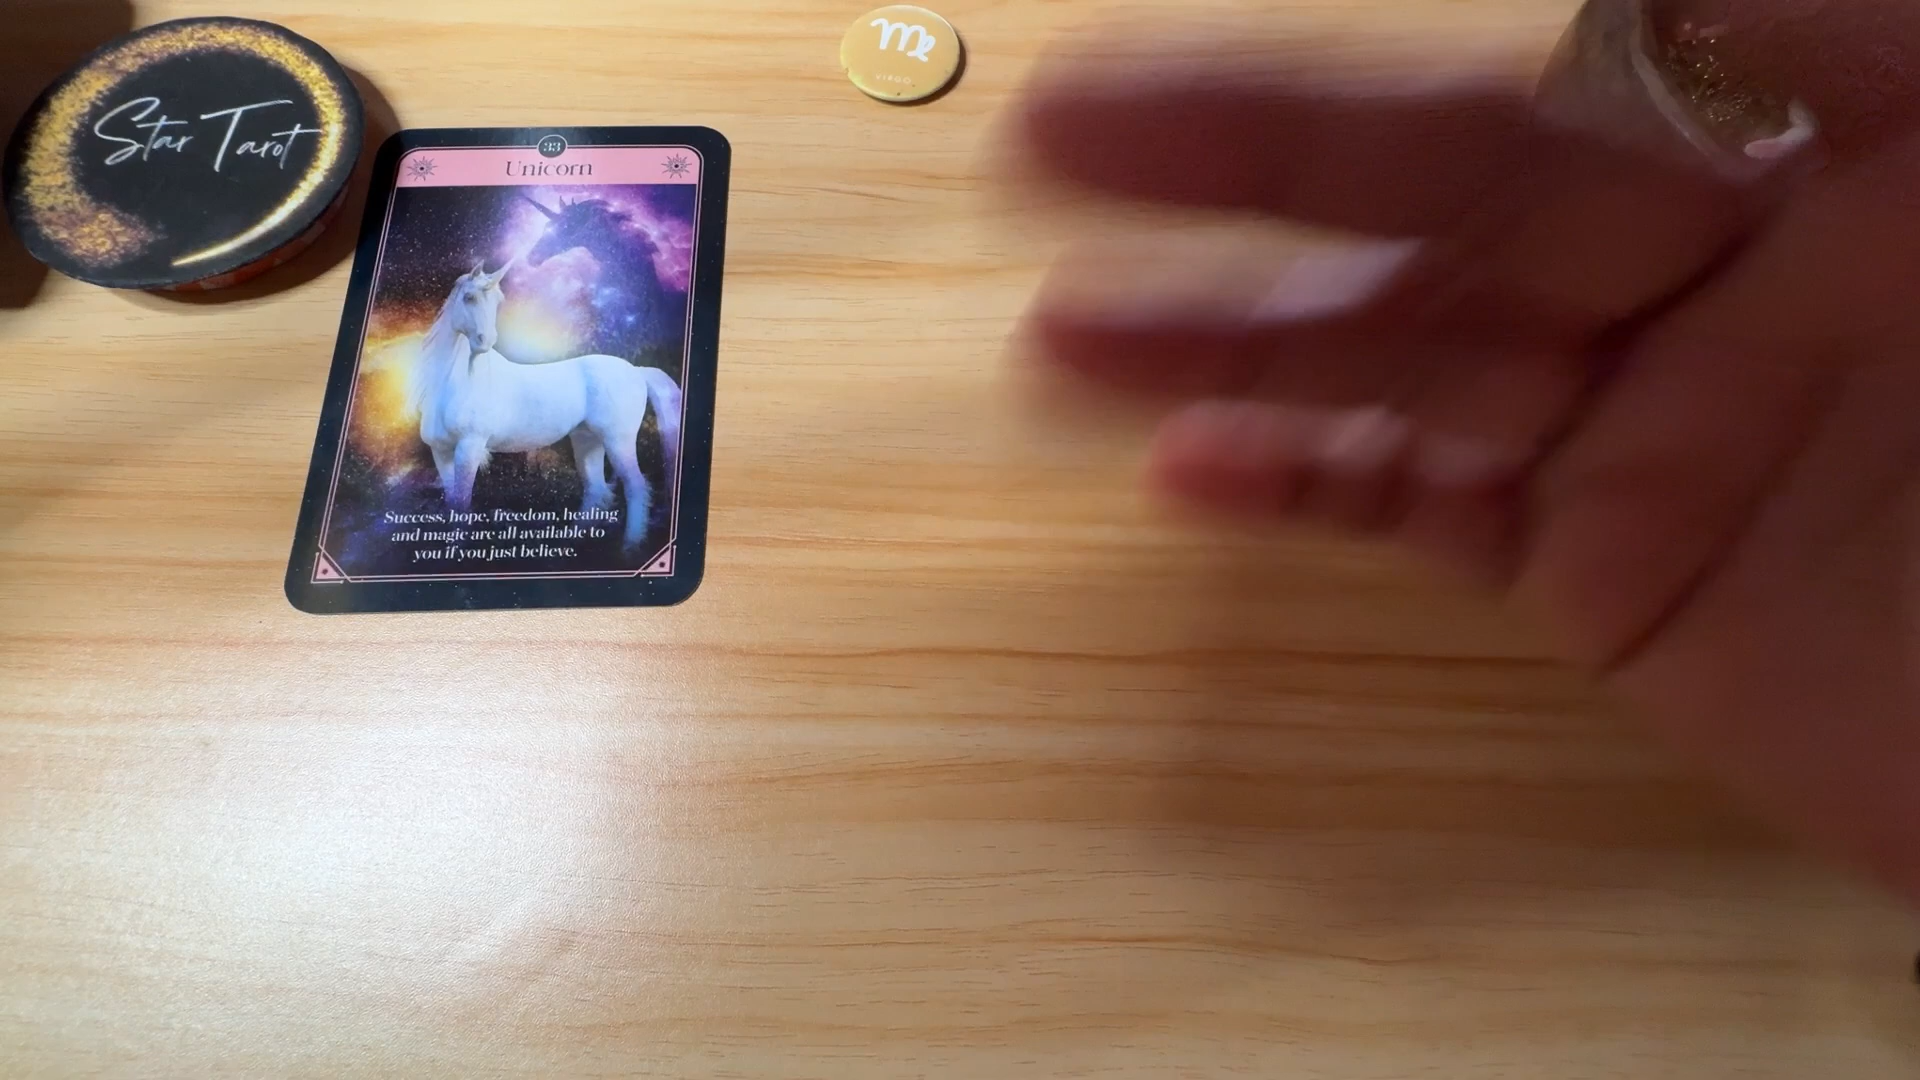 Star Tarot
VIRGO
33
Unicorn
Success, hope, freedom, healing
and magic are all available to
you if you just believe.